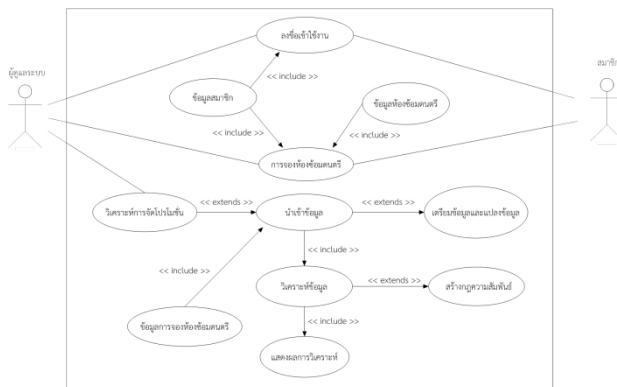 ลงชื่อเข้าใช้งาน
ผู้ดูแลระบบ
สมาชิก
<< include >>
ข้อมูลสมาชิก
ข้อมูลห้องซ้อมดนตรี
<< include >>
<< include >>
การจองห้องซ้อมดนตรี
วิเคราะห์การจัดโปรโมชั่น
<< extends >>
นำเข้าข้อมูล
<< extends >>
เตรียมข้อมูลและแปลงข้อมูล
<< include >>
<< include >>
วิเคราะห์ข้อมูล
<< extends >>
สร้างกฎความสัมพันธ์
ข้อมูลการจองห้องซ้อมดนตรี
<< include >>
แสดงผลการวิเคราะห์